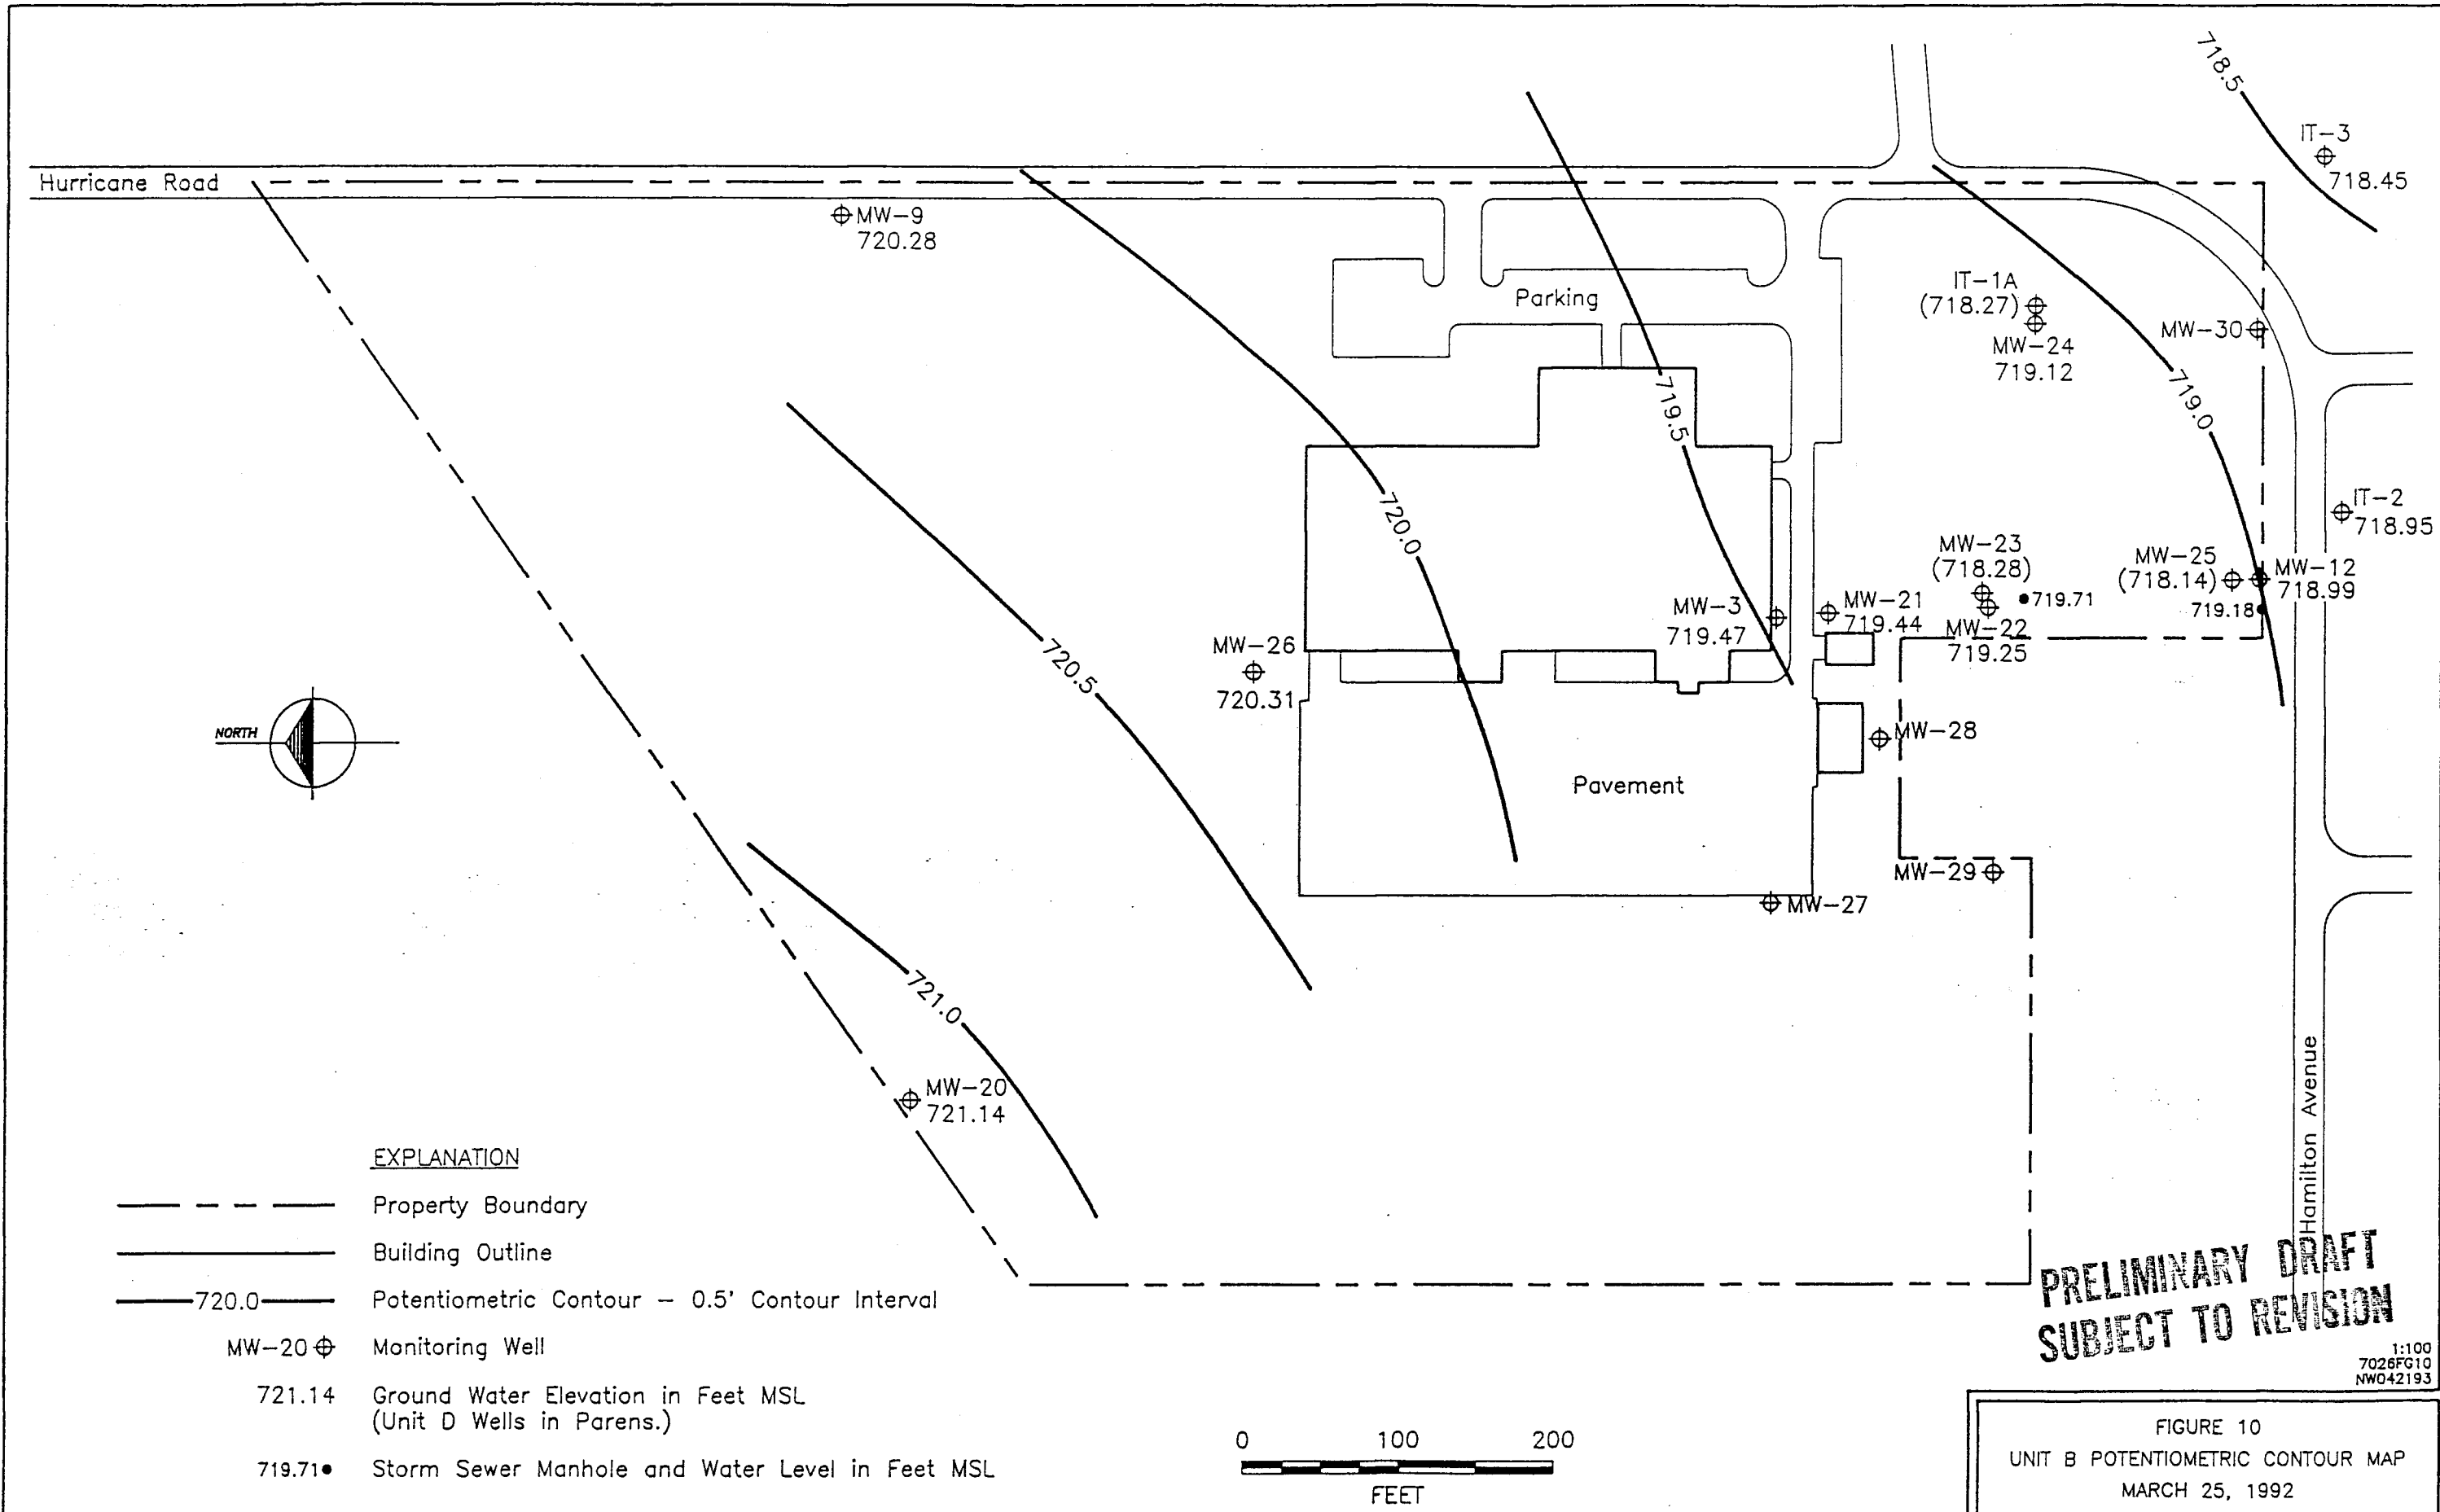 718.5
IT-3
718.45
Hurricane Road
MW-9
720.28
IT-1A
(718.27)
Parking
MW-30
MW-24
719.12
719.5
719.0
720.0
IT-2
718.95
MW-23
(718.28)
MW-25
(718.14)
MW-12
718.99
719.71
719.18
MW-3
719.47
MW-21
719.44
MW-22
719.25
MW-26
720.31
720.5
NORTH
MW-28
Pavement
MW-29
MW-27
721.0
MW-20
721.14
Hamilton Avenue
EXPLANATION
Property Boundary
Building Outline
720.0 Potentiometric Contour - 0.5' Contour Interval
MW-20 Monitoring Well
721.14 Ground Water Elevation in Feet MSL
(Unit D Wells in Parens.)
719.71 Storm Sewer Manhole and Water Level in Feet MSL
0 100 200
FEET
PRELIMINARY DRAFT
SUBJECT TO REVISION
1:100
7026FG10
NW042193
FIGURE 10
UNIT B POTENTIOMETRIC CONTOUR MAP
MARCH 25, 1992